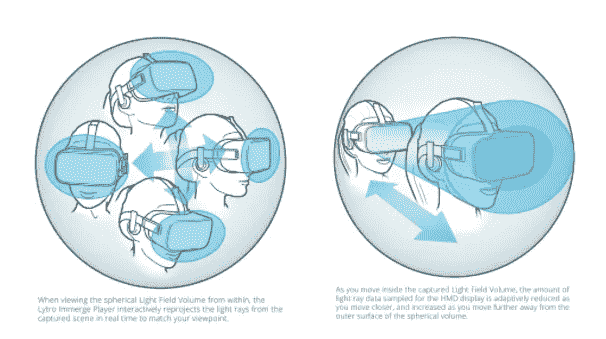 When viewing the spherical Light Field Volume from within, the
Lytro Immerge Player interactively reprojects the light rays from the
captured scene in real time to match your viewpoint.
As you move inside the captured Light Field Volume, the amount of
light ray data sampled for the HMD display is adaptively reduced as
you move closer, and increased as you move further away from the
outer surface of the spherical volume.